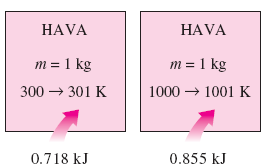 HAVA
m = 1 kg
300 → 301 K
0.718 kJ
HAVA
m = 1 kg
1000 → 1001 K
0.855 kJ